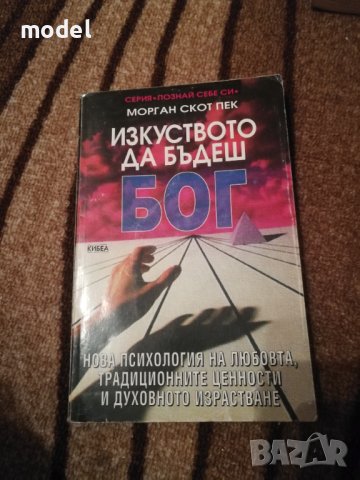 model
СЕРИЯ «ПОЗНАЙ СЕБЕ СИ»
МОРГАН СКОТ ПЕК
ИЗКУСТВОТО
ДА БЪДЕШ
БОГ
КИБЕА
НОВА ПСИХОЛОГИЯ НА ЛЮБОВТА,
ТРАДИЦИОННИТЕ ЦЕННОСТИ
И ДУХОВНОТО ИЗРАСТВАНЕ
BAZAR